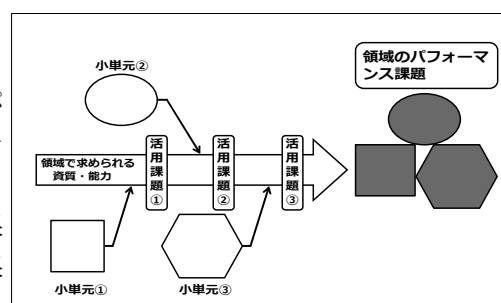 小単元②
領域のパフォーマ
ンス課題
領域で求められる
資質・能力
活用課題①
活用課題②
活用課題③
小単元①
小単元③